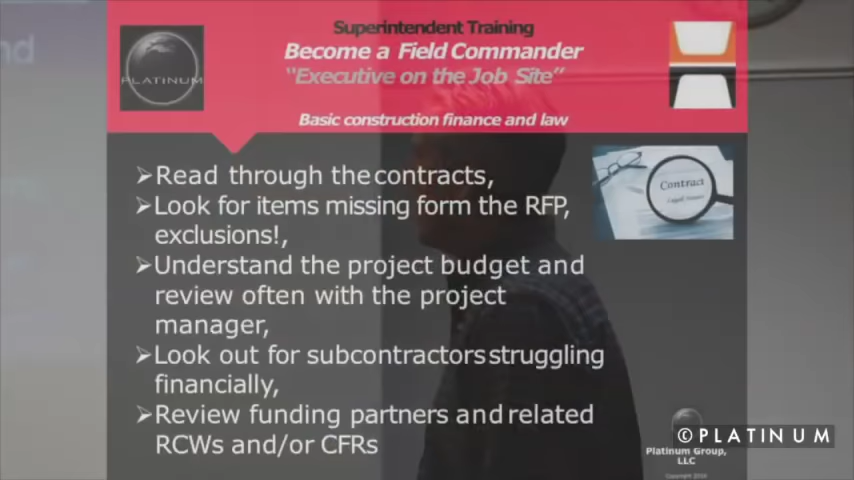 Superintendent Training
Become a Field Commander
"Executive on the Job Site"
Basic construction finance and law
nd
PLATINUM
➢Read through the contracts,
➢Look for items missing form the RFP,
exclusions!,
➢Understand the project budget and
review often with the project
manager,
➢Look out for subcontractors struggling
financially,
➢Review funding partners and related
RCWs and/or CFRs
Contract
©PLATINUM
Platinum Group,
LLC